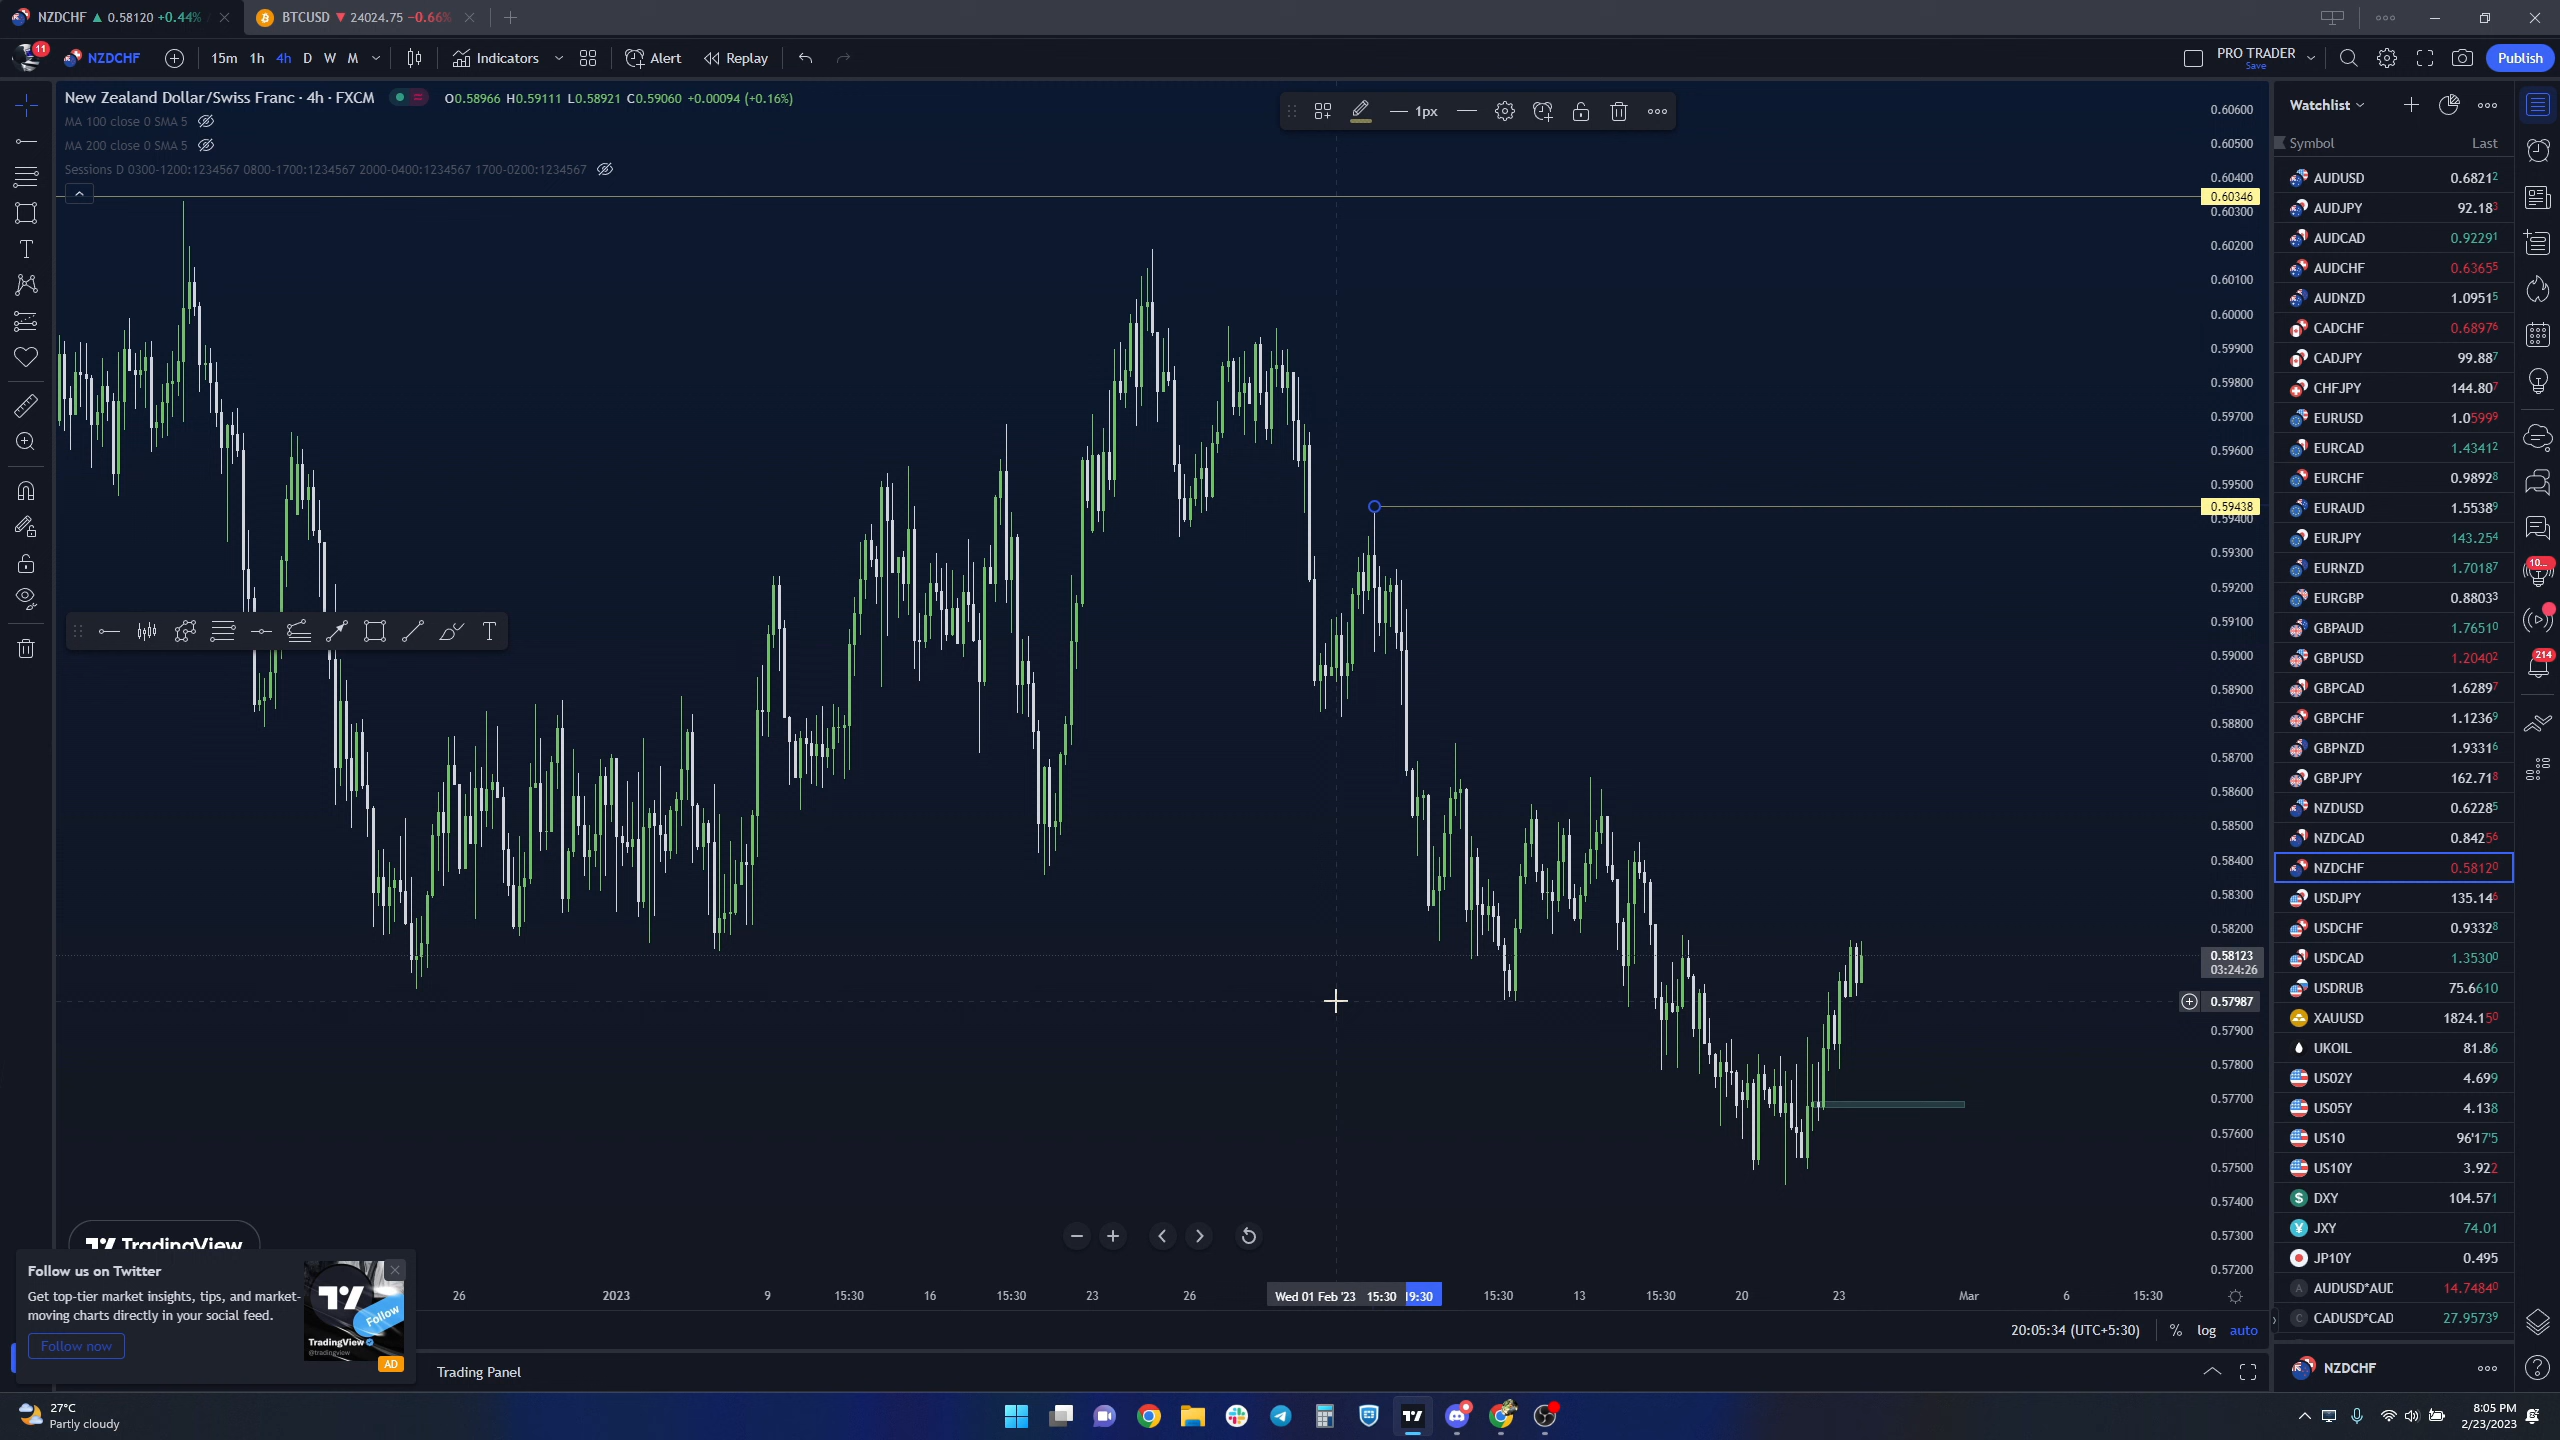 NZDCHF ▲ 0.58120 +0.44%
BTCUSD ▼ 24024.75 −0.66%
11
NZDCHF
15m 1h 4h D W M
Indicators
Alert
Replay
PRO TRADER
Save
Publish
New Zealand Dollar/Swiss Franc · 4h · FXCM
O0.58966 H0.59111 L0.58921 C0.59060 +0.00094 (+0.16%)
MA 100 close 0 SMA 5
MA 200 close 0 SMA 5
Sessions D 0300-1200:1234567 0800-1700:1234567 2000-0400:1234567 1700-0200:1234567
1px
0.60600
0.60500
0.60400
0.60346
0.60300
0.60200
0.60100
0.60000
0.59900
0.59800
0.59700
0.59600
0.59500
0.59438
0.59400
0.59300
0.59200
0.59100
0.59000
0.58900
0.58800
0.58700
0.58600
0.58500
0.58400
0.58300
0.58200
0.58123
03:24:26
0.57987
0.57900
0.57800
0.57700
0.57600
0.57500
0.57400
0.57300
0.57200
Watchlist
Symbol Last
AUDUSD 0.68212
AUDJPY 92.183
AUDCAD 0.92291
AUDCHF 0.63655
AUDNZD 1.09515
CADCHF 0.68976
CADJPY 99.887
CHFJPY 144.807
EURUSD 1.05999
EURCAD 1.43412
EURCHF 0.98928
EURAUD 1.55389
EURJPY 143.254
EURNZD 1.70187
EURGBP 0.88033
GBPAUD 1.76510
GBPUSD 1.20402
GBPCAD 1.62897
GBPCHF 1.12369
GBPNZD 1.93316
GBPJPY 162.718
NZDUSD 0.62285
NZDCAD 0.84256
NZDCHF 0.58120
USDJPY 135.146
USDCHF 0.93328
USDCAD 1.35300
USDRUB 75.6610
XAUUSD 1824.150
UKOIL 81.86
US02Y 4.699
US05Y 4.138
US10 96'17'5
US10Y 3.922
DXY 104.571
JXY 74.01
JP10Y 0.495
AUDUSD*AUD 14.74840
CADUSD*CAD 27.95739
NZDCHF
10...
214
TradingView
Follow us on Twitter
Get top-tier market insights, tips, and market-
moving charts directly in your social feed.
Follow now
Follow
TradingView
@tradingview
AD
26 2023 9 15:30 16 15:30 23 26 Wed 01 Feb '23 15:30 19:30 15:30 13 15:30 20 23 Mar 6 15:30
20:05:34 (UTC+5:30) % log auto
Trading Panel
27°C
Partly cloudy
8:05 PM
2/23/2023